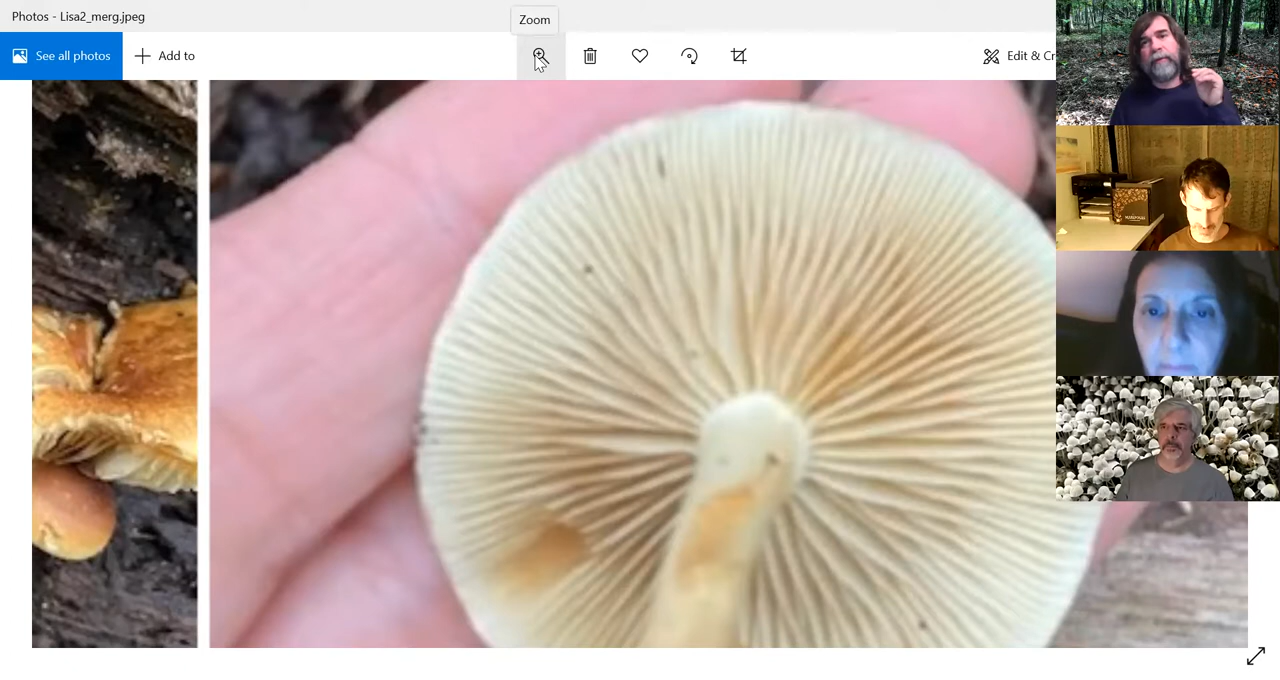 Photos - Lisa2_merg.jpeg
Zoom
See all photos
Add to
Edit & Cr